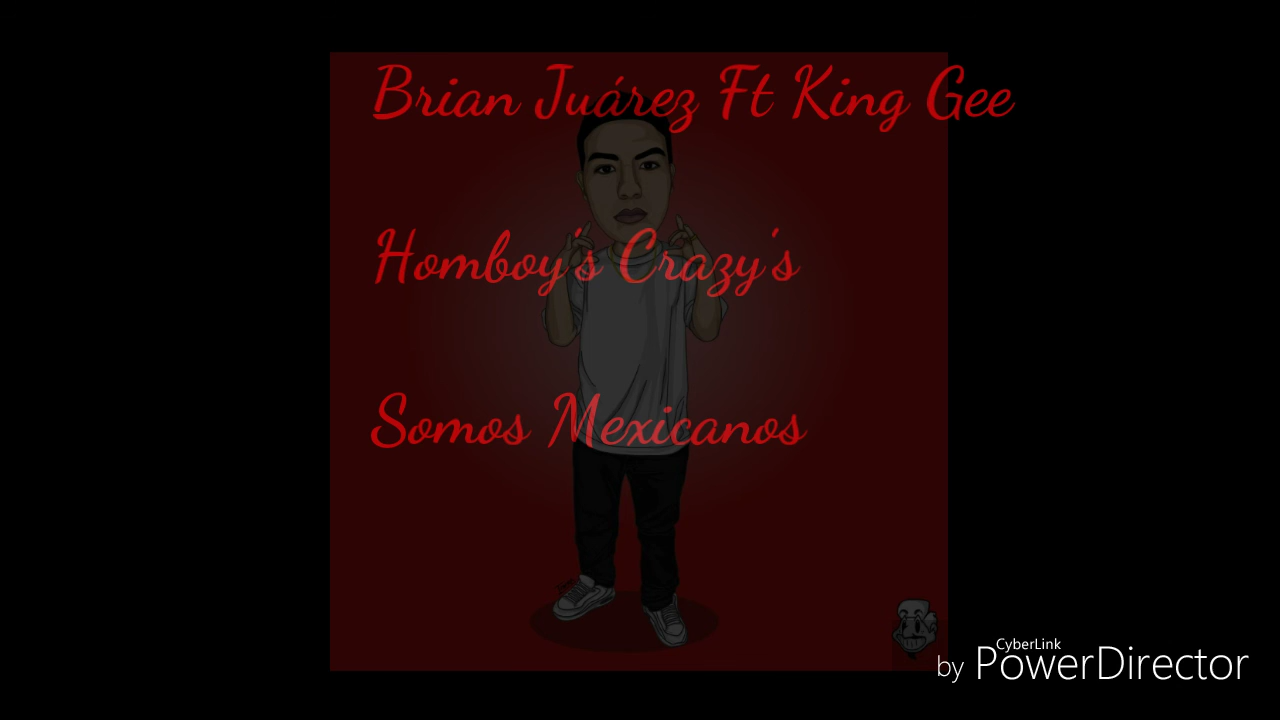 Brian Juárez Ft King Gee
Homboy's Crazy's
Somos Mexicanos
CyberLink
by PowerDirector